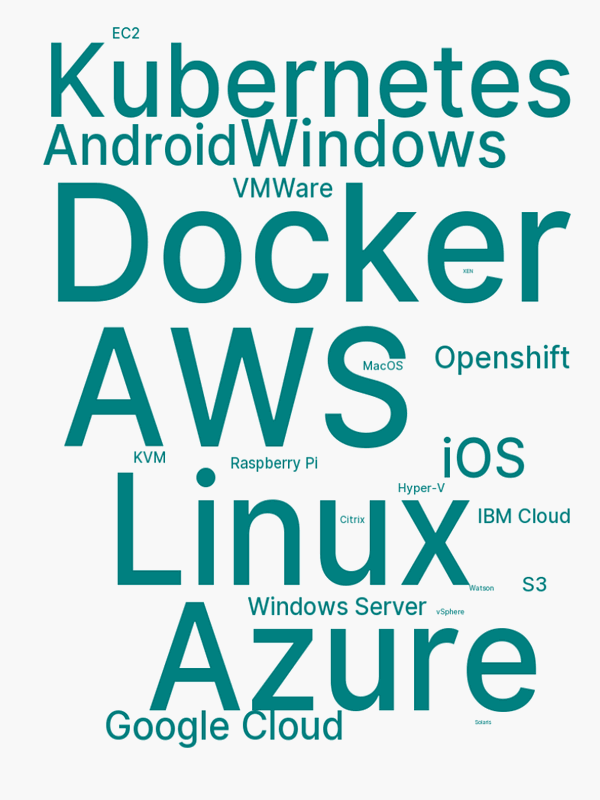 EC2
Kubernetes
Android Windows
VMWare
Docker
XEN
AWS
MacOS
Openshift
iOS
KVM
Raspberry Pi
Linux
Hyper-V
Citrix
IBM Cloud
Watson
S3
Windows Server
vSphere
Azure
Google Cloud
Solaris